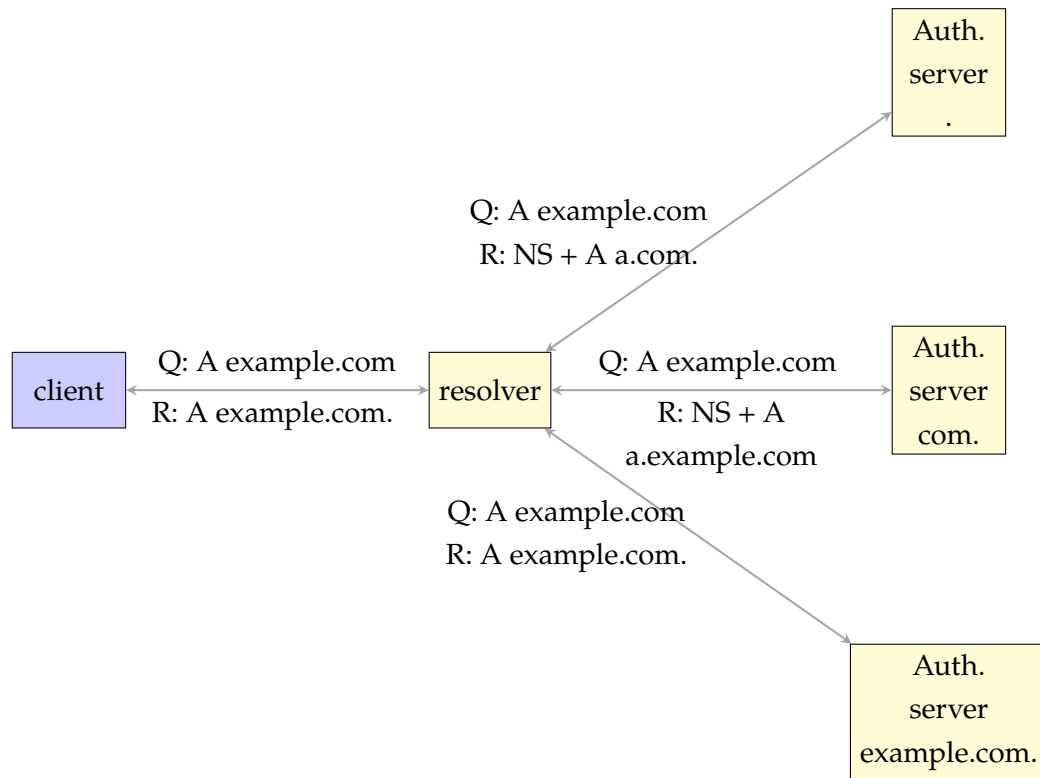 Auth.
server
.
Q: A example.com
R: NS + A a.com.
client
Q: A example.com
R: A example.com.
resolver
Q: A example.com
R: NS + A
a.example.com
Auth.
server
com.
Q: A example.com
R: A example.com.
Auth.
server
example.com.